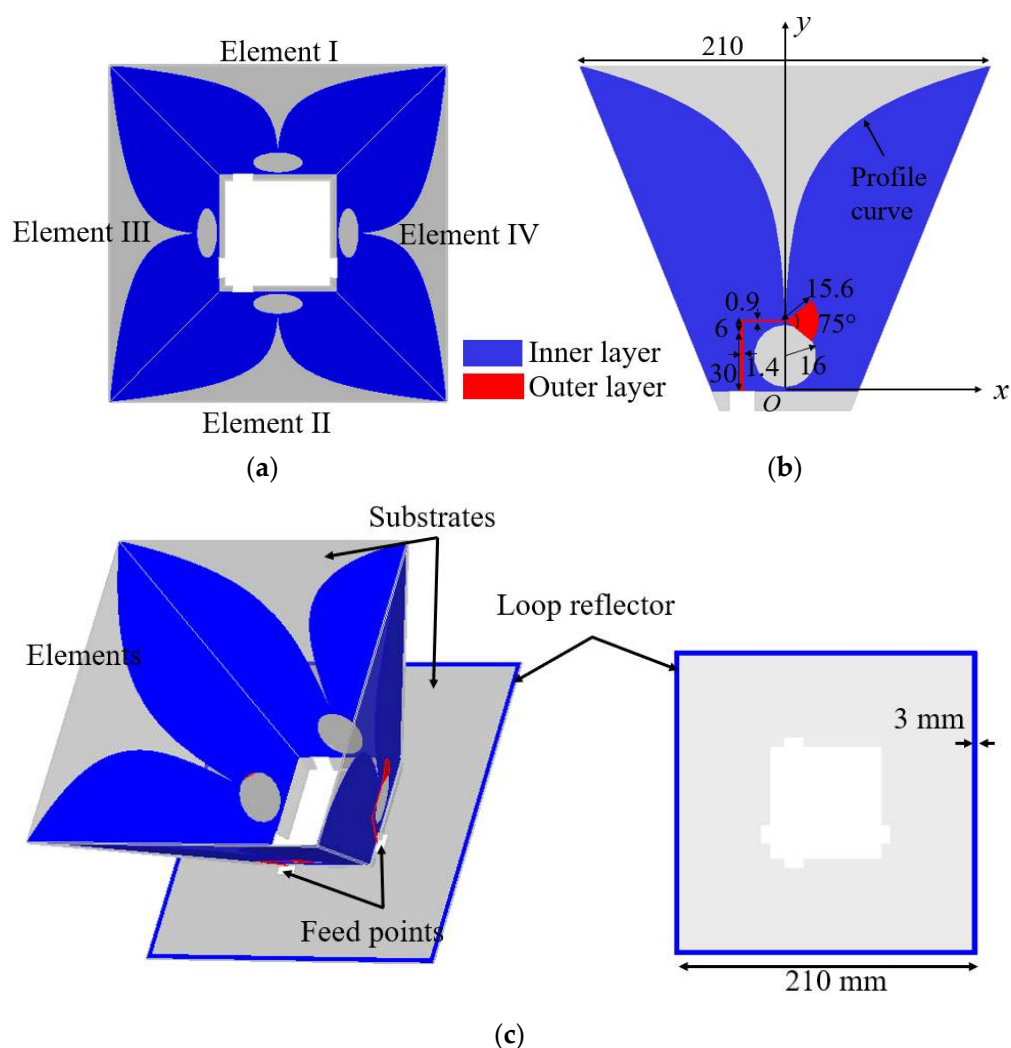 Element I
Element III
Element IV
Element II
(a)
Inner layer
Outer layer
210
y
Profile
curve
0.9
15.6
6
75°
30
1.4
16
O
x
(b)
Substrates
Elements
Loop reflector
3 mm
Feed points
210 mm
(c)